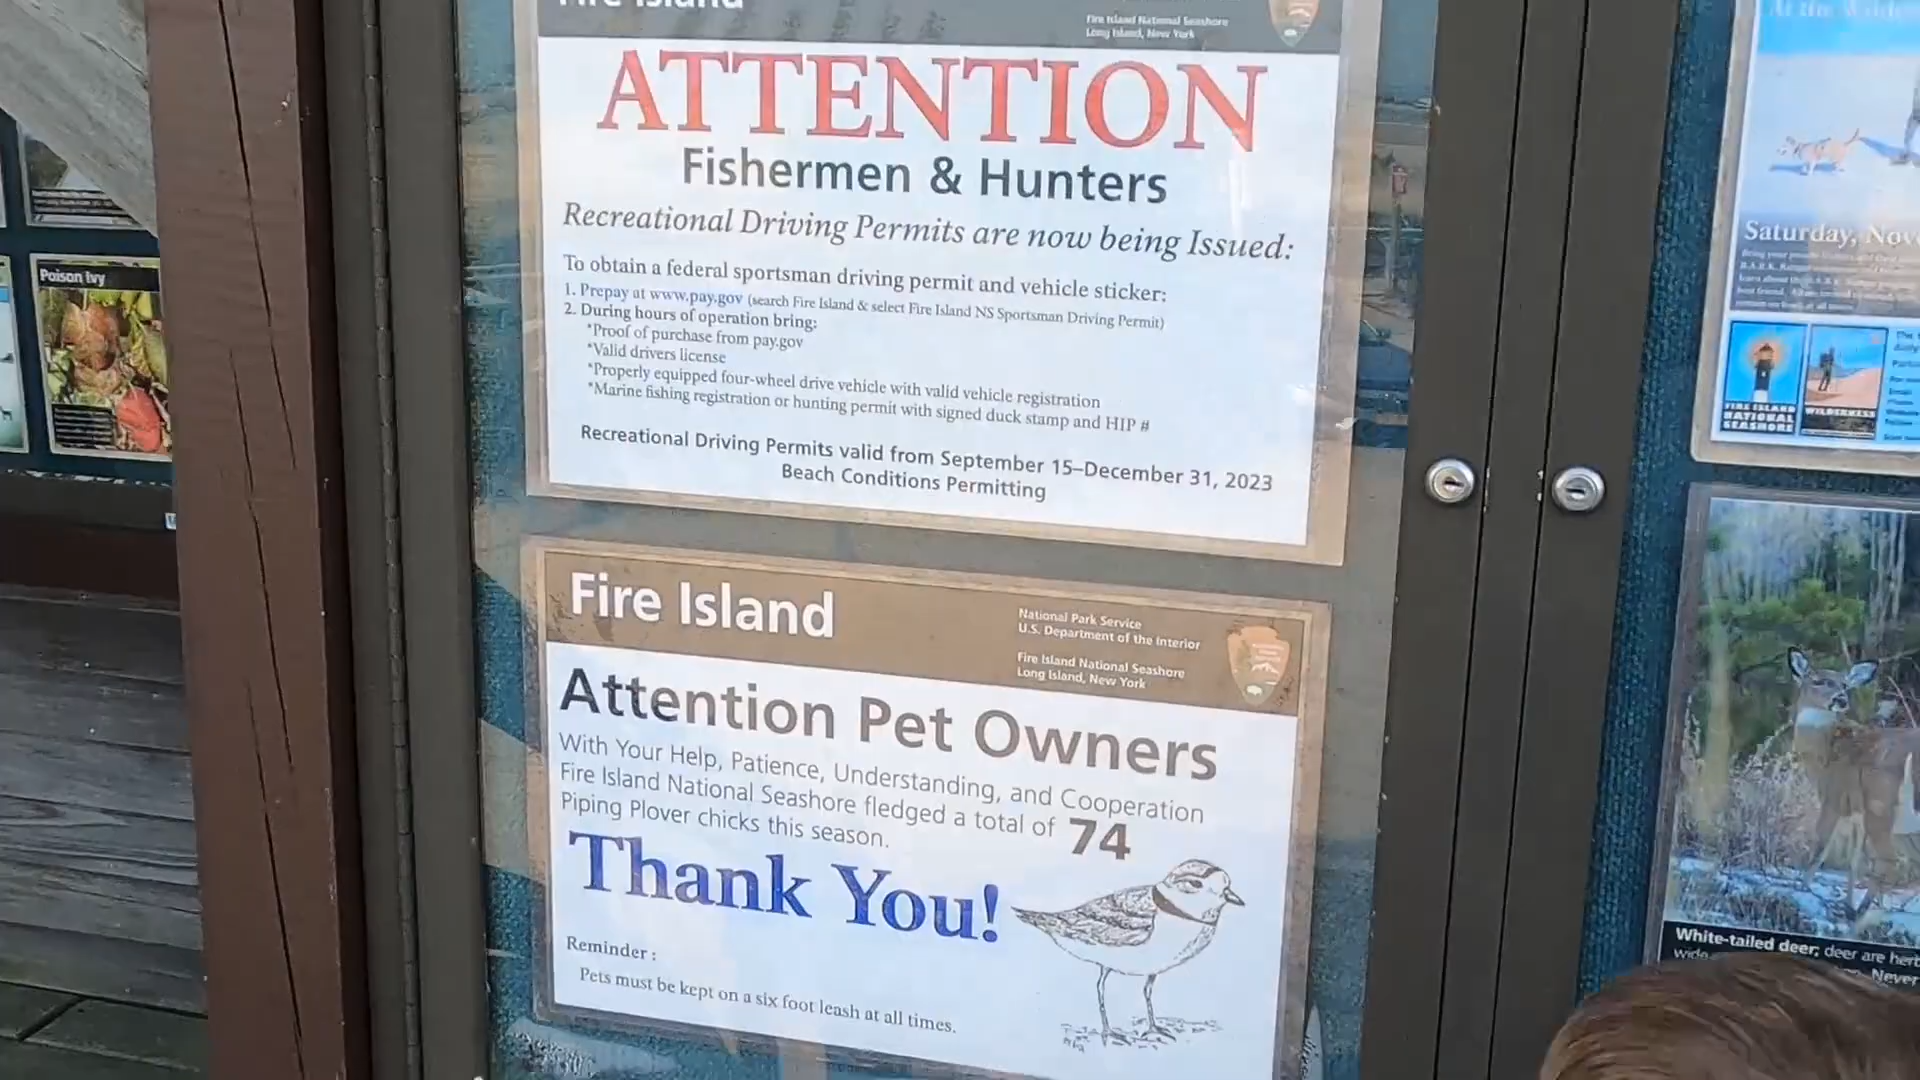 Fire Island
Fire Island National Seashore
Long Island, New York
ATTENTION
Fishermen & Hunters
Recreational Driving Permits are now being Issued:
To obtain a federal sportsman driving permit and vehicle sticker:
1. Prepay at www.pay.gov (search Fire Island & select Fire Island NS Sportsman Driving Permit)
2. During hours of operation bring:
*Proof of purchase from pay.gov
*Valid drivers license
*Properly equipped four-wheel drive vehicle with valid vehicle registration
*Marine fishing registration or hunting permit with signed duck stamp and HIP #
Recreational Driving Permits valid from September 15–December 31, 2023
Beach Conditions Permitting
Fire Island
National Park Service
U.S. Department of the Interior
Fire Island National Seashore
Long Island, New York
Attention Pet Owners
With Your Help, Patience, Understanding, and Cooperation
Fire Island National Seashore fledged a total of 74
Piping Plover chicks this season.
Thank You!
Reminder :
Pets must be kept on a six foot leash at all times.
Poison Ivy
At the
Saturday, Nov
FIRE ISLAND
NATIONAL
SEASHORE
WILDERNESS
White-tailed deer; deer are
Never